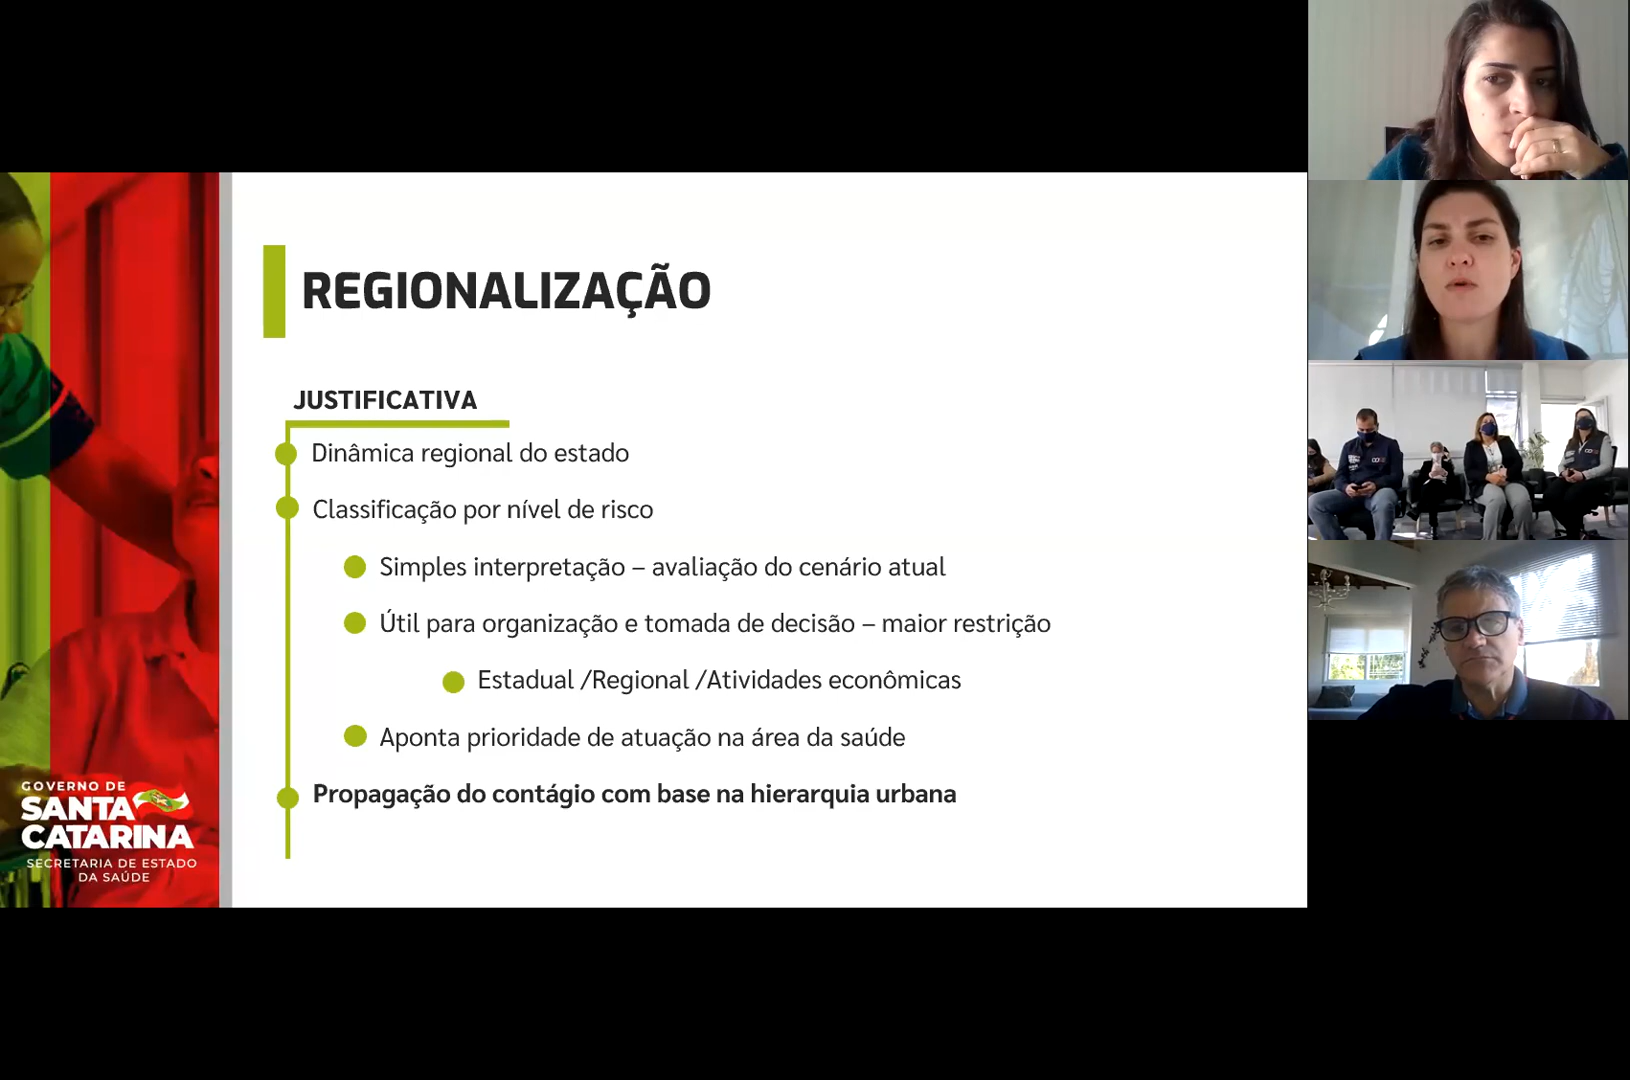 REGIONALIZAÇÃO
JUSTIFICATIVA
Dinâmica regional do estado
Classificação por nível de risco
Simples interpretação – avaliação do cenário atual
Útil para organização e tomada de decisão – maior restrição
Estadual /Regional /Atividades econômicas
Aponta prioridade de atuação na área da saúde
Propagação do contágio com base na hierarquia urbana
GOVERNO DE
SANTA
CATARINA
SECRETARIA DE ESTADO
DA SAÚDE